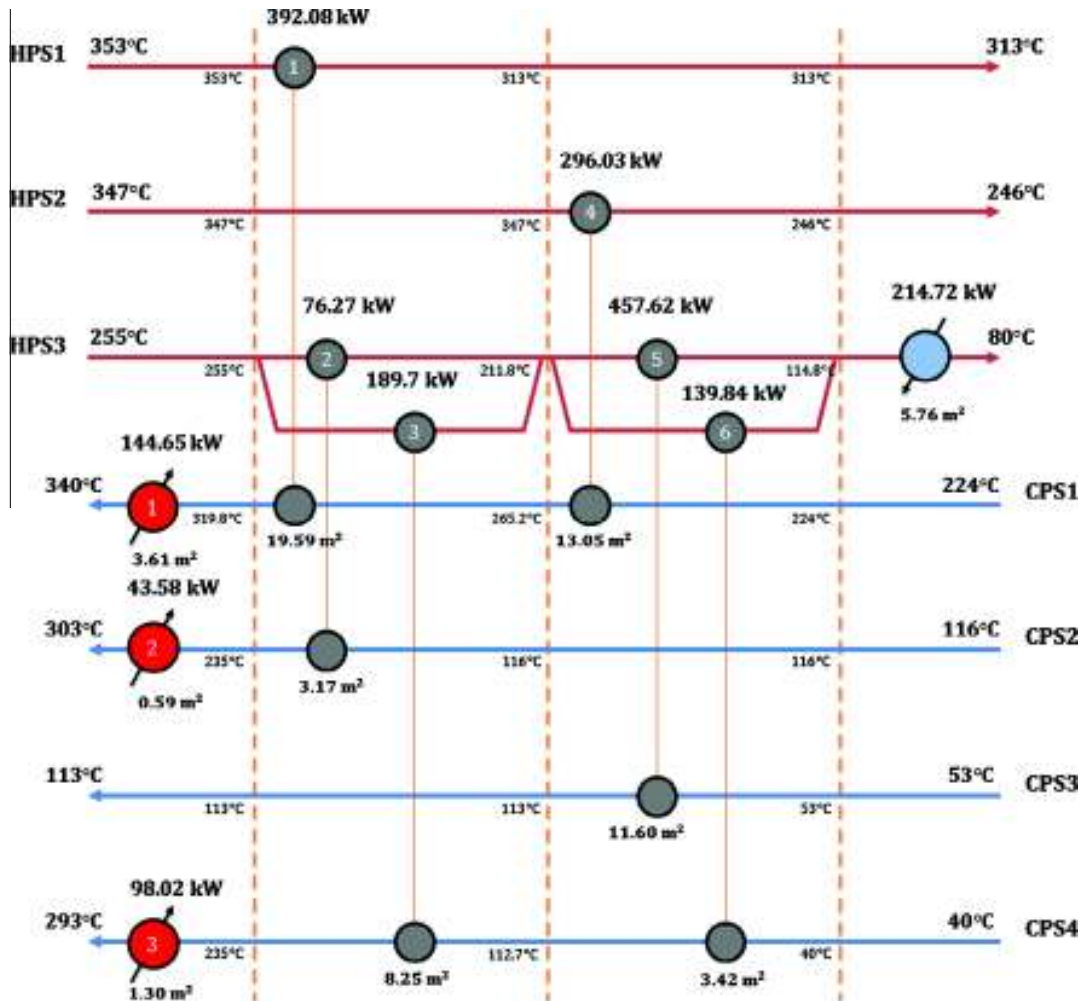 392.08 kW
HPS1 353°C 1 313°C
353°C 313°C 313°C
296.03 kW
HPS2 347°C 4 246°C
347°C 347°C 246°C
76.27 kW 457.62 kW 214.72 kW
HPS3 255°C 2 5 80°C
255°C 189.7 kW 211.8°C 139.84 kW 114.8°C
5.76 m²
3 6
144.65 kW
340°C 1 224°C CPS1
319.8°C 265.2°C 224°C
19.59 m² 13.05 m²
3.61 m²
43.58 kW
303°C 2 116°C CPS2
235°C 116°C 116°C
3.17 m²
0.59 m²
113°C 53°C CPS3
113°C 113°C 53°C
11.60 m²
98.02 kW
293°C 3 40°C CPS4
235°C 112.7°C 40°C
8.25 m² 3.42 m²
1.30 m²